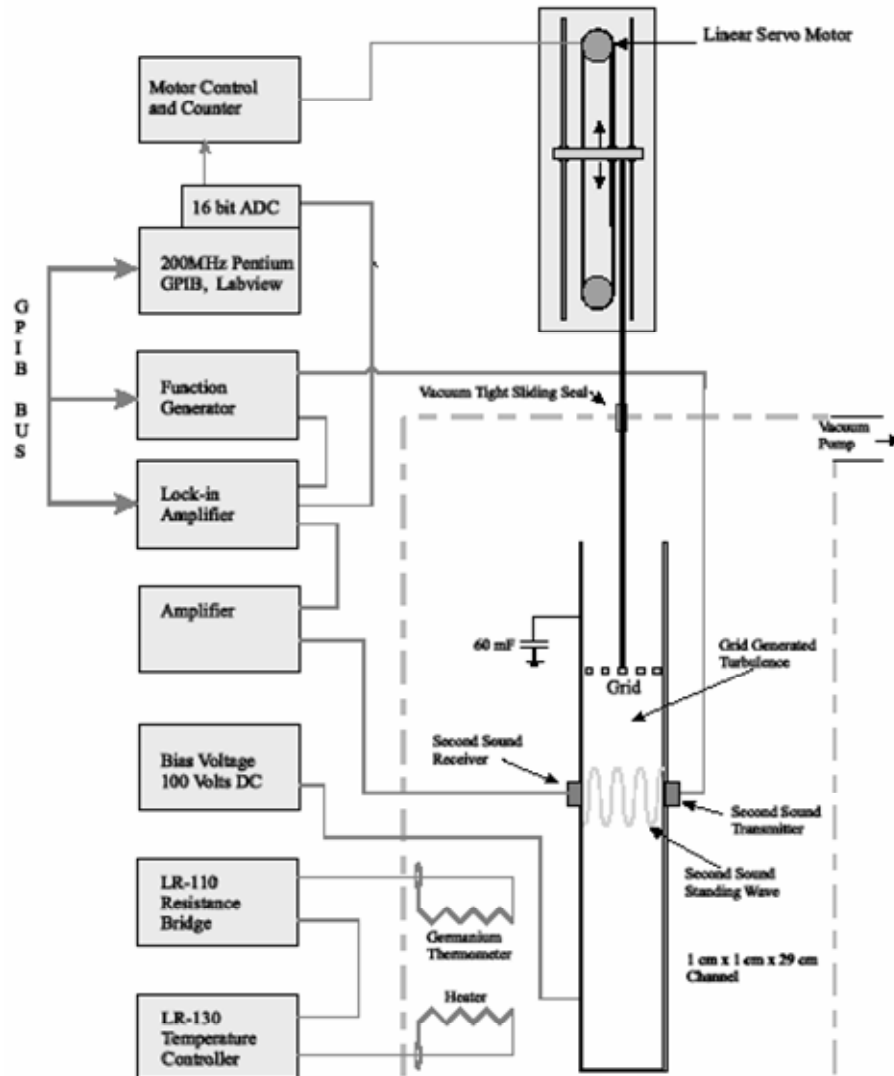 Linear Servo Motor
Motor Control
and Counter
16 bit ADC
200MHz Pentium
GPIB, Labview
G
P
I
B
B
U
S
Function
Generator
Vacuum Tight Sliding Seal
Vacuum
Pump
Lock-in
Amplifier
Amplifier
60 mF
Grid Generated
Turbulence
Grid
Second Sound
Receiver
Bias Voltage
100 Volts DC
Second Sound
Transmitter
Second Sound
Standing Wave
LR-110
Resistance
Bridge
Germanium
Thermometer
1 cm x 1 cm x 29 cm
Channel
Heater
LR-130
Temperature
Controller